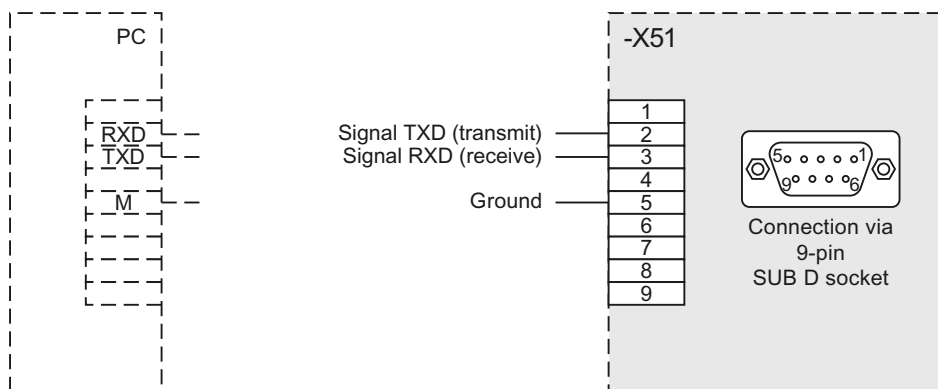 PC
RXD
TXD
M
Signal TXD (transmit)
Signal RXD (receive)
Ground
-X51
1
2
3
4
5
6
7
8
9
5 1
9 6
Connection via
9-pin
SUB D socket